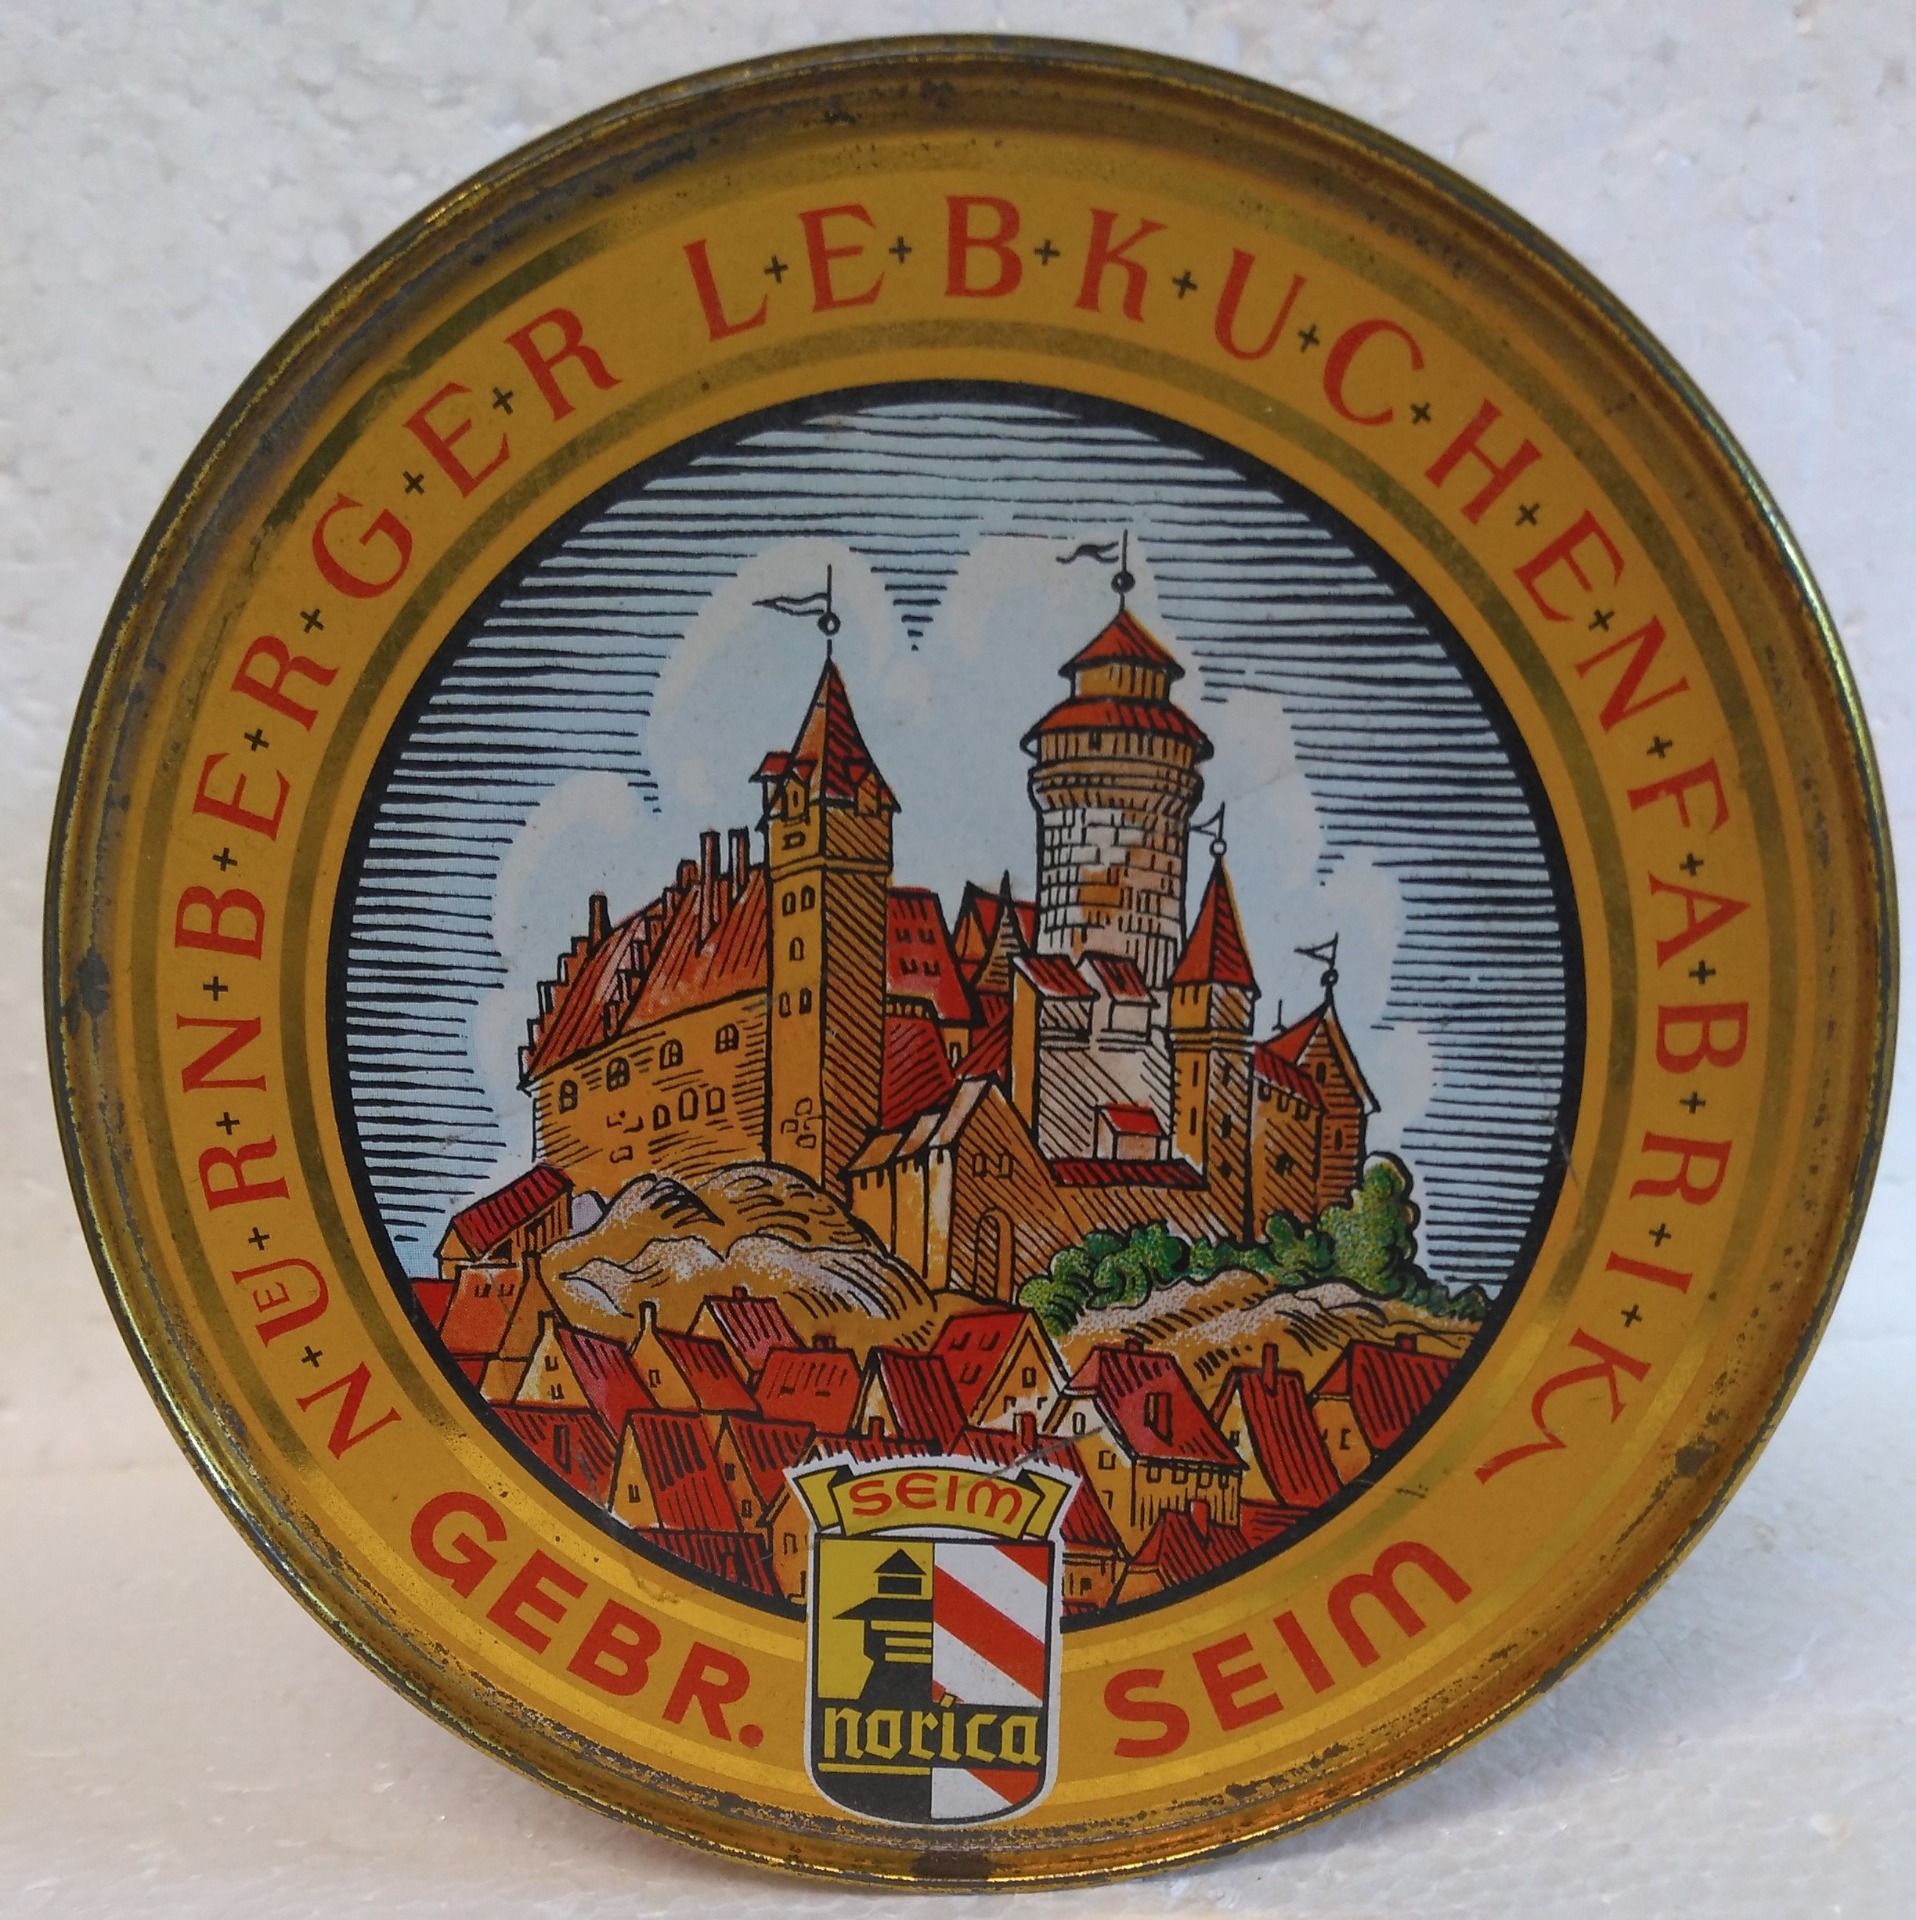 N+U+R+N+B+E+R+G+E+R L+E+B+K+U+C+H+E+N+F+A+B+R+I+K
GEBR. SEIM
SEIM
norica